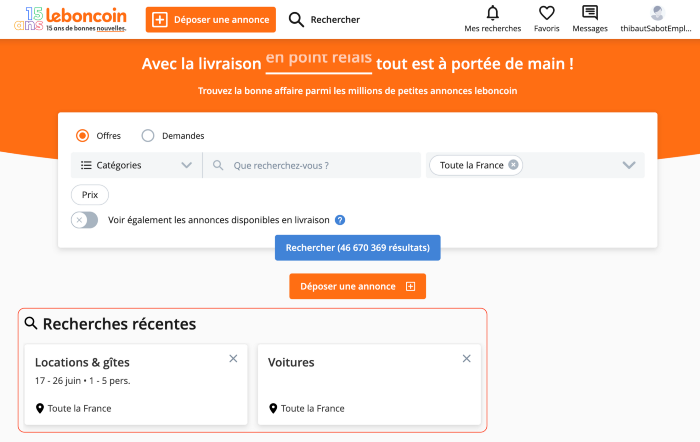 15 ans leboncoin
15 ans de bonnes nouvelles.
Déposer une annonce
Rechercher
Mes recherches
Favoris
Messages
thibautSabotEmpl...
Avec la livraison en point relais tout est à portée de main !
Trouvez la bonne affaire parmi les millions de petites annonces leboncoin
Offres
Demandes
Catégories
Que recherchez-vous ?
Toute la France
Prix
Voir également les annonces disponibles en livraison ?
Rechercher (46 670 369 résultats)
Déposer une annonce
Recherches récentes
Locations & gîtes
17 - 26 juin • 1 - 5 pers.
Toute la France
Voitures
Toute la France